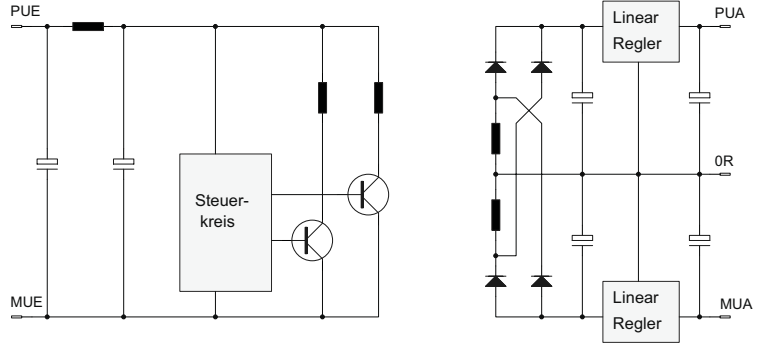 PUE
MUE
Steuer-
kreis
Linear
Regler
PUA
0R
Linear
Regler
MUA